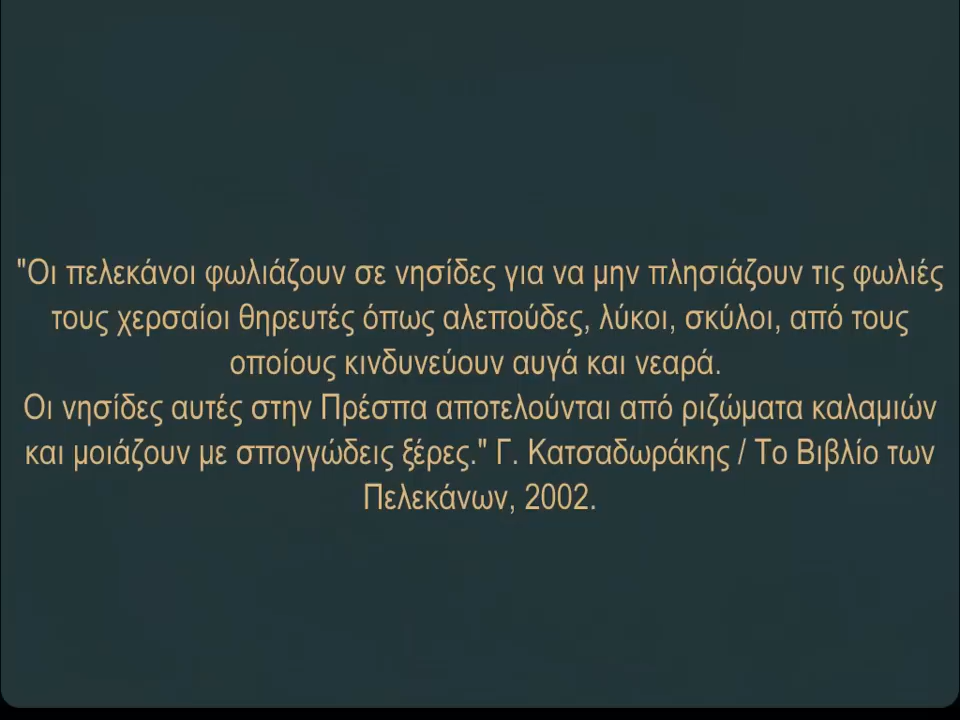 "Οι πελεκάνοι φωλιάζουν σε νησίδες για να μην πλησιάζουν τις φωλιές
τους χερσαίοι θηρευτές όπως αλεπούδες, λύκοι, σκύλοι, από τους
οποίους κινδυνεύουν αυγά και νεαρά.
Οι νησίδες αυτές στην Πρέσπα αποτελούνται από ριζώματα καλαμιών
και μοιάζουν με σπογγώδεις ξέρες." Γ. Κατσαδωράκης / Το Βιβλίο των
Πελεκάνων, 2002.